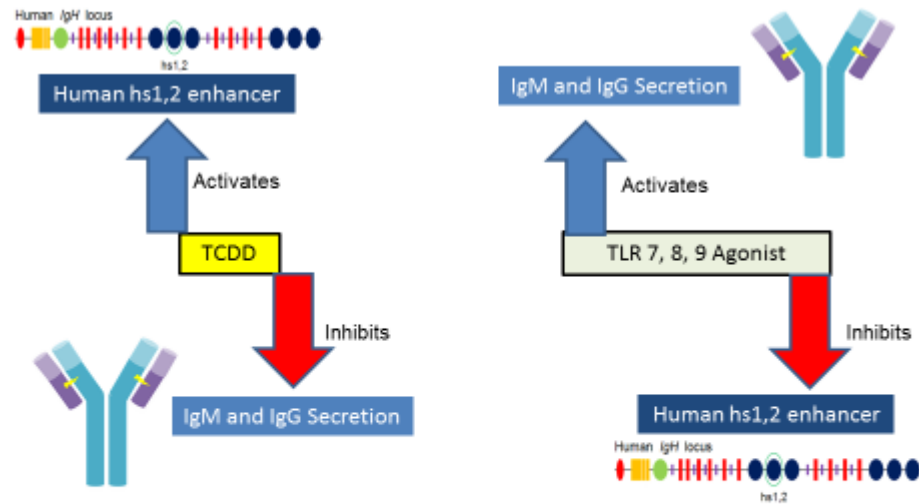 Human IgH locus
hs1,2
Human hs1,2 enhancer
Activates
TCDD
Inhibits
IgM and IgG Secretion
IgM and IgG Secretion
Activates
TLR 7, 8, 9 Agonist
Inhibits
Human hs1,2 enhancer
Human IgH locus
hs1,2